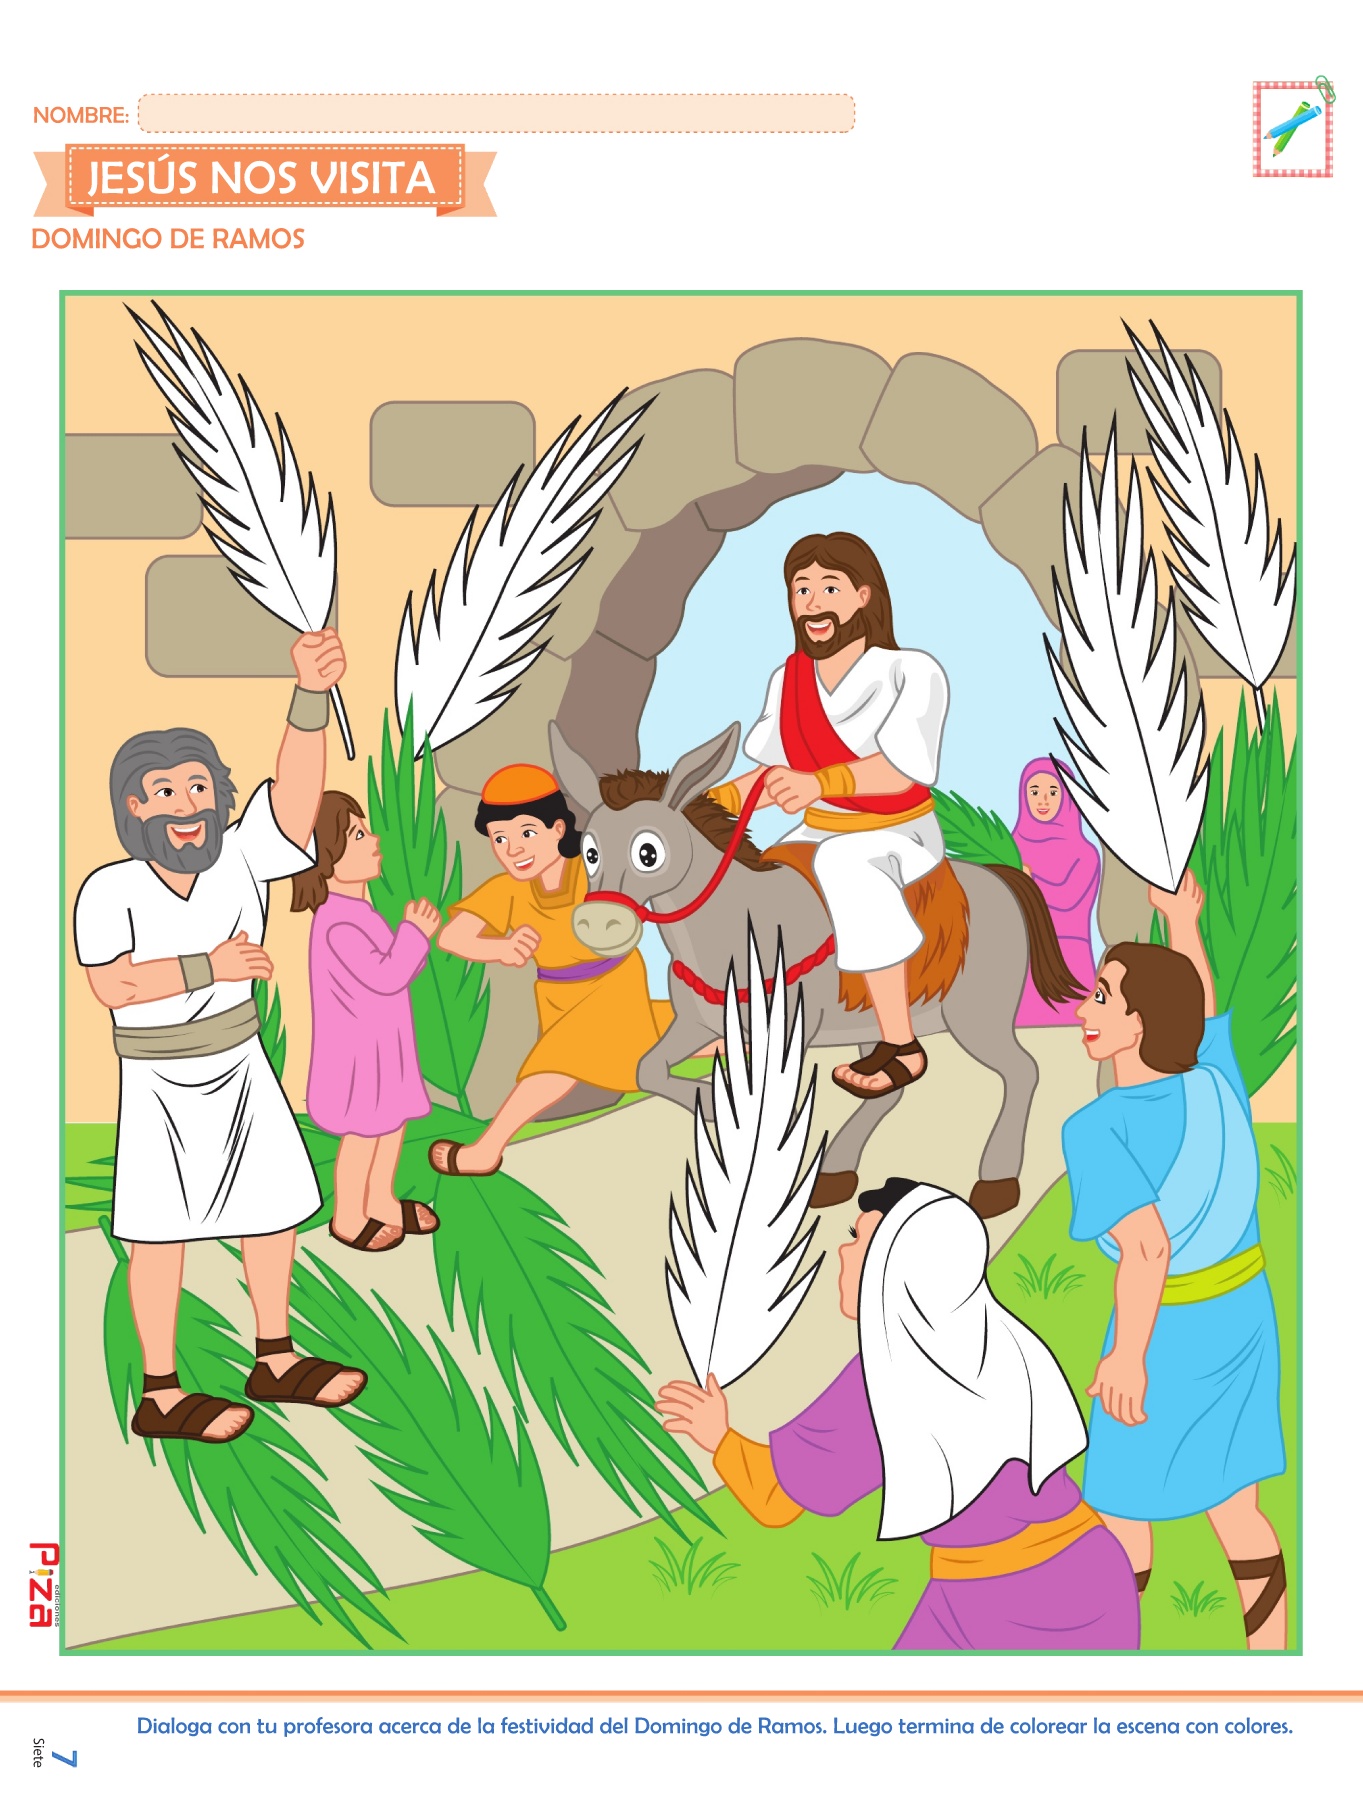 NOMBRE:
JESÚS NOS VISITA
DOMINGO DE RAMOS
Piza
ediciones
Dialoga con tu profesora acerca de la festividad del Domingo de Ramos. Luego termina de colorear la escena con colores.
7
Siete